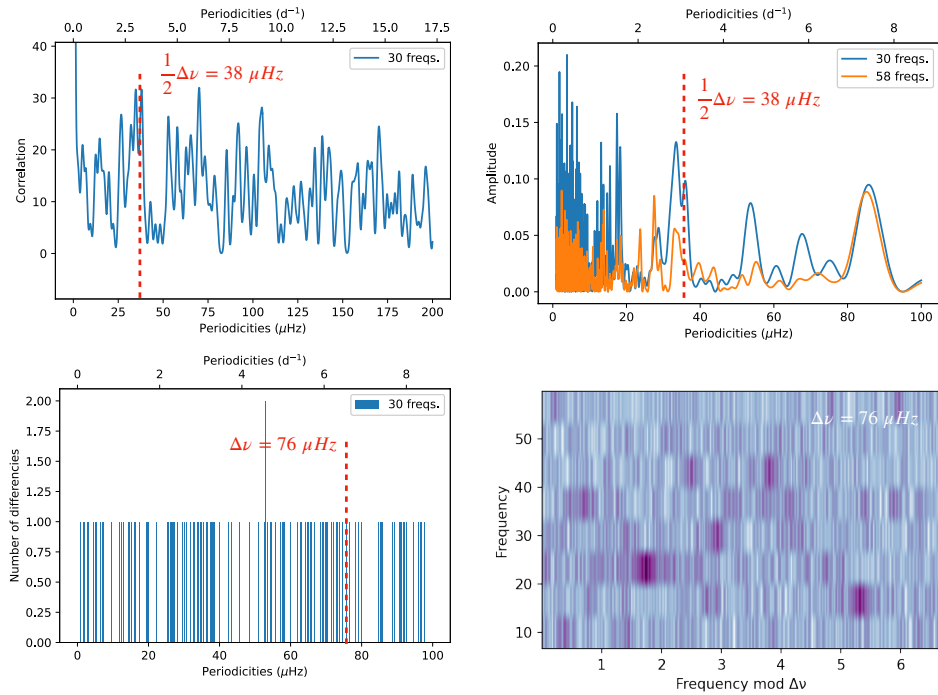 Periodicities (d⁻¹)
0.0 2.5 5.0 7.5 10.0 12.5 15.0 17.5
40
30
20
10
0
Correlation
30 freqs.
1/2 Δν = 38 μHz
0 25 50 75 100 125 150 175 200
Periodicities (μHz)
Periodicities (d⁻¹)
0 2 4 6 8
0.20
0.15
0.10
0.05
0.00
Amplitude
30 freqs.
58 freqs.
1/2 Δν = 38 μHz
0 20 40 60 80 100
Periodicities (μHz)
Periodicities (d⁻¹)
0 2 4 6 8
2.00
1.75
1.50
1.25
1.00
0.75
0.50
0.25
0.00
Number of differencies
30 freqs.
Δν = 76 μHz
0 20 40 60 80 100
Periodicities (μHz)
Δν = 76 μHz
50
40
30
20
10
Frequency
1 2 3 4 5 6
Frequency mod Δν